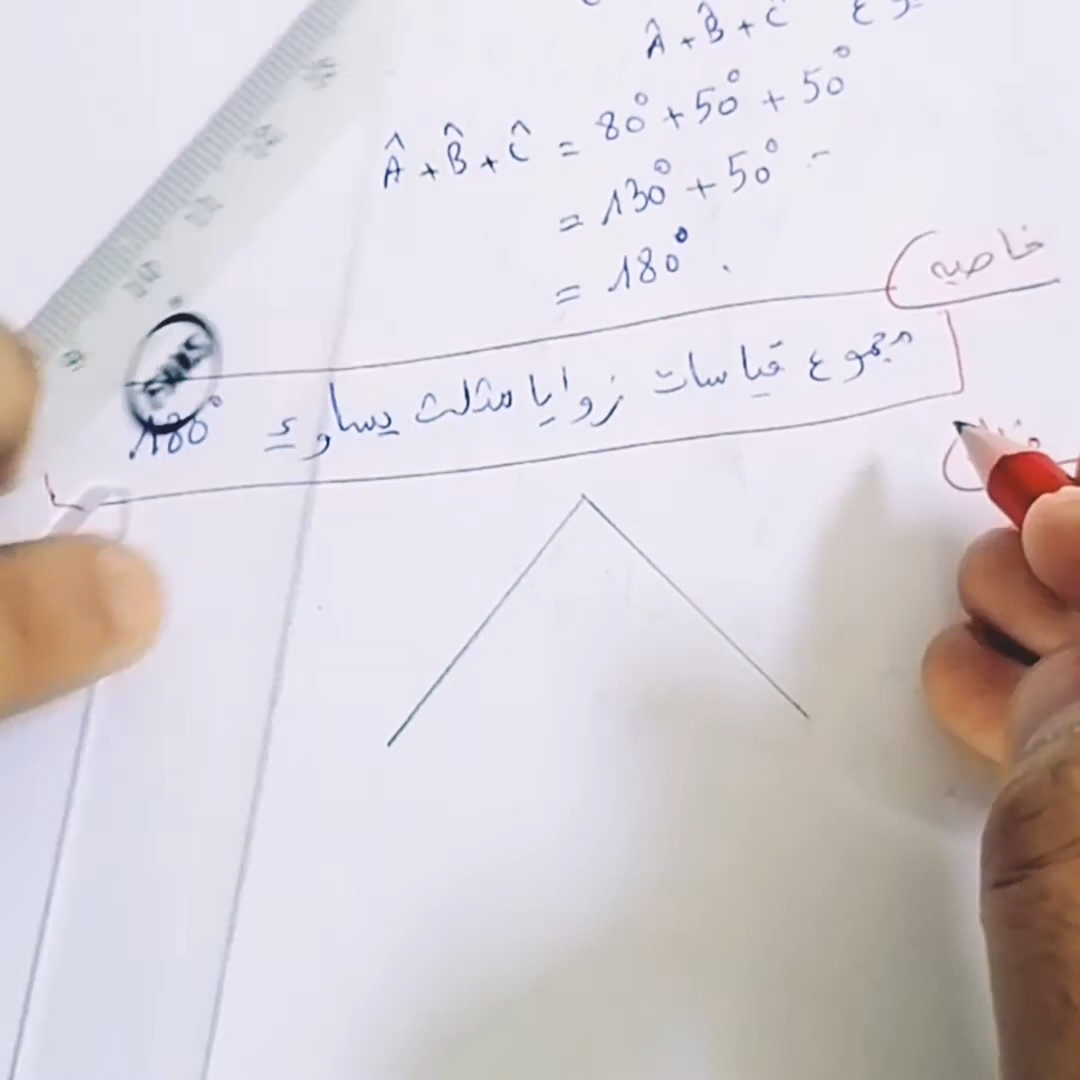 Â + B̂ + Ĉ
Â + B̂ + Ĉ = 80° + 50° + 50°
= 130° + 50°
= 180°.
خاصية
مجموع قياسات زوايا مثلث يساوي 180°.